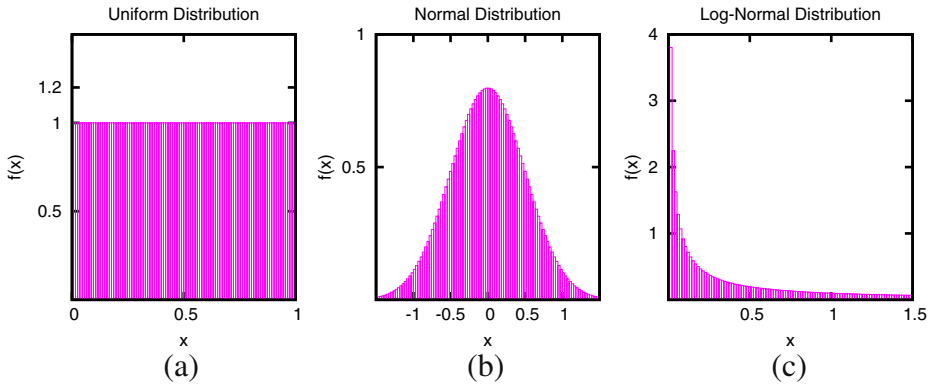 Uniform Distribution
f(x)
1.2
1
0.5
0 0.5 1
x
(a)
Normal Distribution
f(x)
1
0.5
-1 -0.5 0 0.5 1
x
(b)
Log-Normal Distribution
f(x)
4
3
2
1
0.5 1 1.5
x
(c)